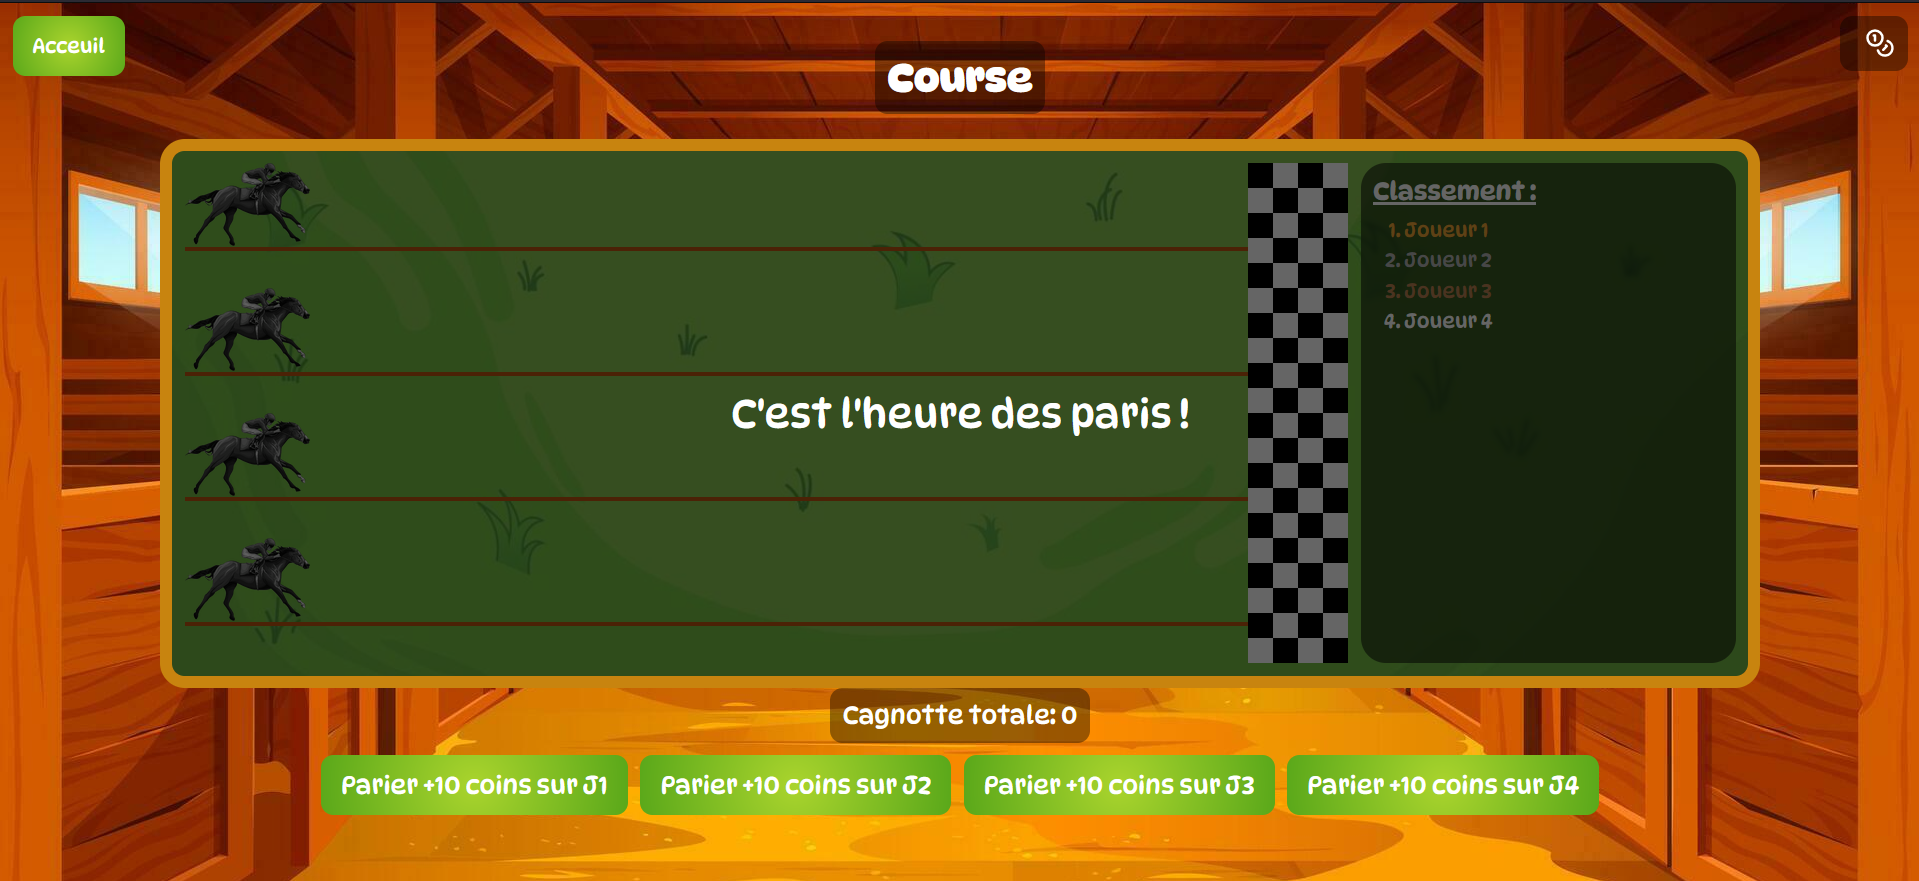 Acceuil
Course
Classement :
1. Joueur 1
2. Joueur 2
3. Joueur 3
4. Joueur 4
C'est l'heure des paris !
Cagnotte totale: 0
Parier +10 coins sur J1
Parier +10 coins sur J2
Parier +10 coins sur J3
Parier +10 coins sur J4